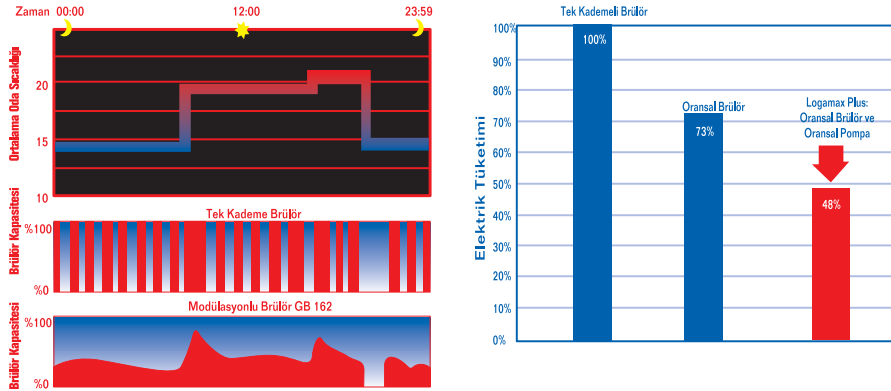 Zaman 00:00 12:00 23:59
Ortalama Oda Sıcaklığı
20
15
10
Tek Kademe Brülör
Brülör Kapasitesi
%100
%0
Modülasyonlu Brülör GB 162
Brülör Kapasitesi
%100
%0
Tek Kademeli Brülör
Elektrik Tüketimi
100%
90%
80%
70%
60%
50%
40%
30%
20%
10%
0%
100%
Oransal Brülör
73%
Logamax Plus:
Oransal Brülör ve
Oransal Pompa
48%